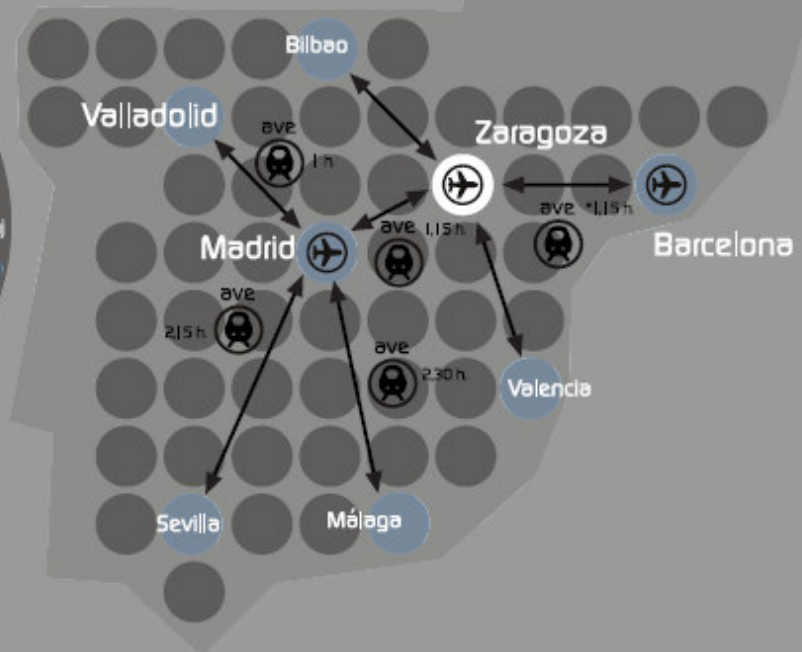 Bilbao
Valladolid
ave
1 h
Zaragoza
ave 1,15 h.
ave *1,15 h.
Madrid
Barcelona
ave
2,15 h.
ave
2,30 h.
Valencia
Sevilla
Málaga